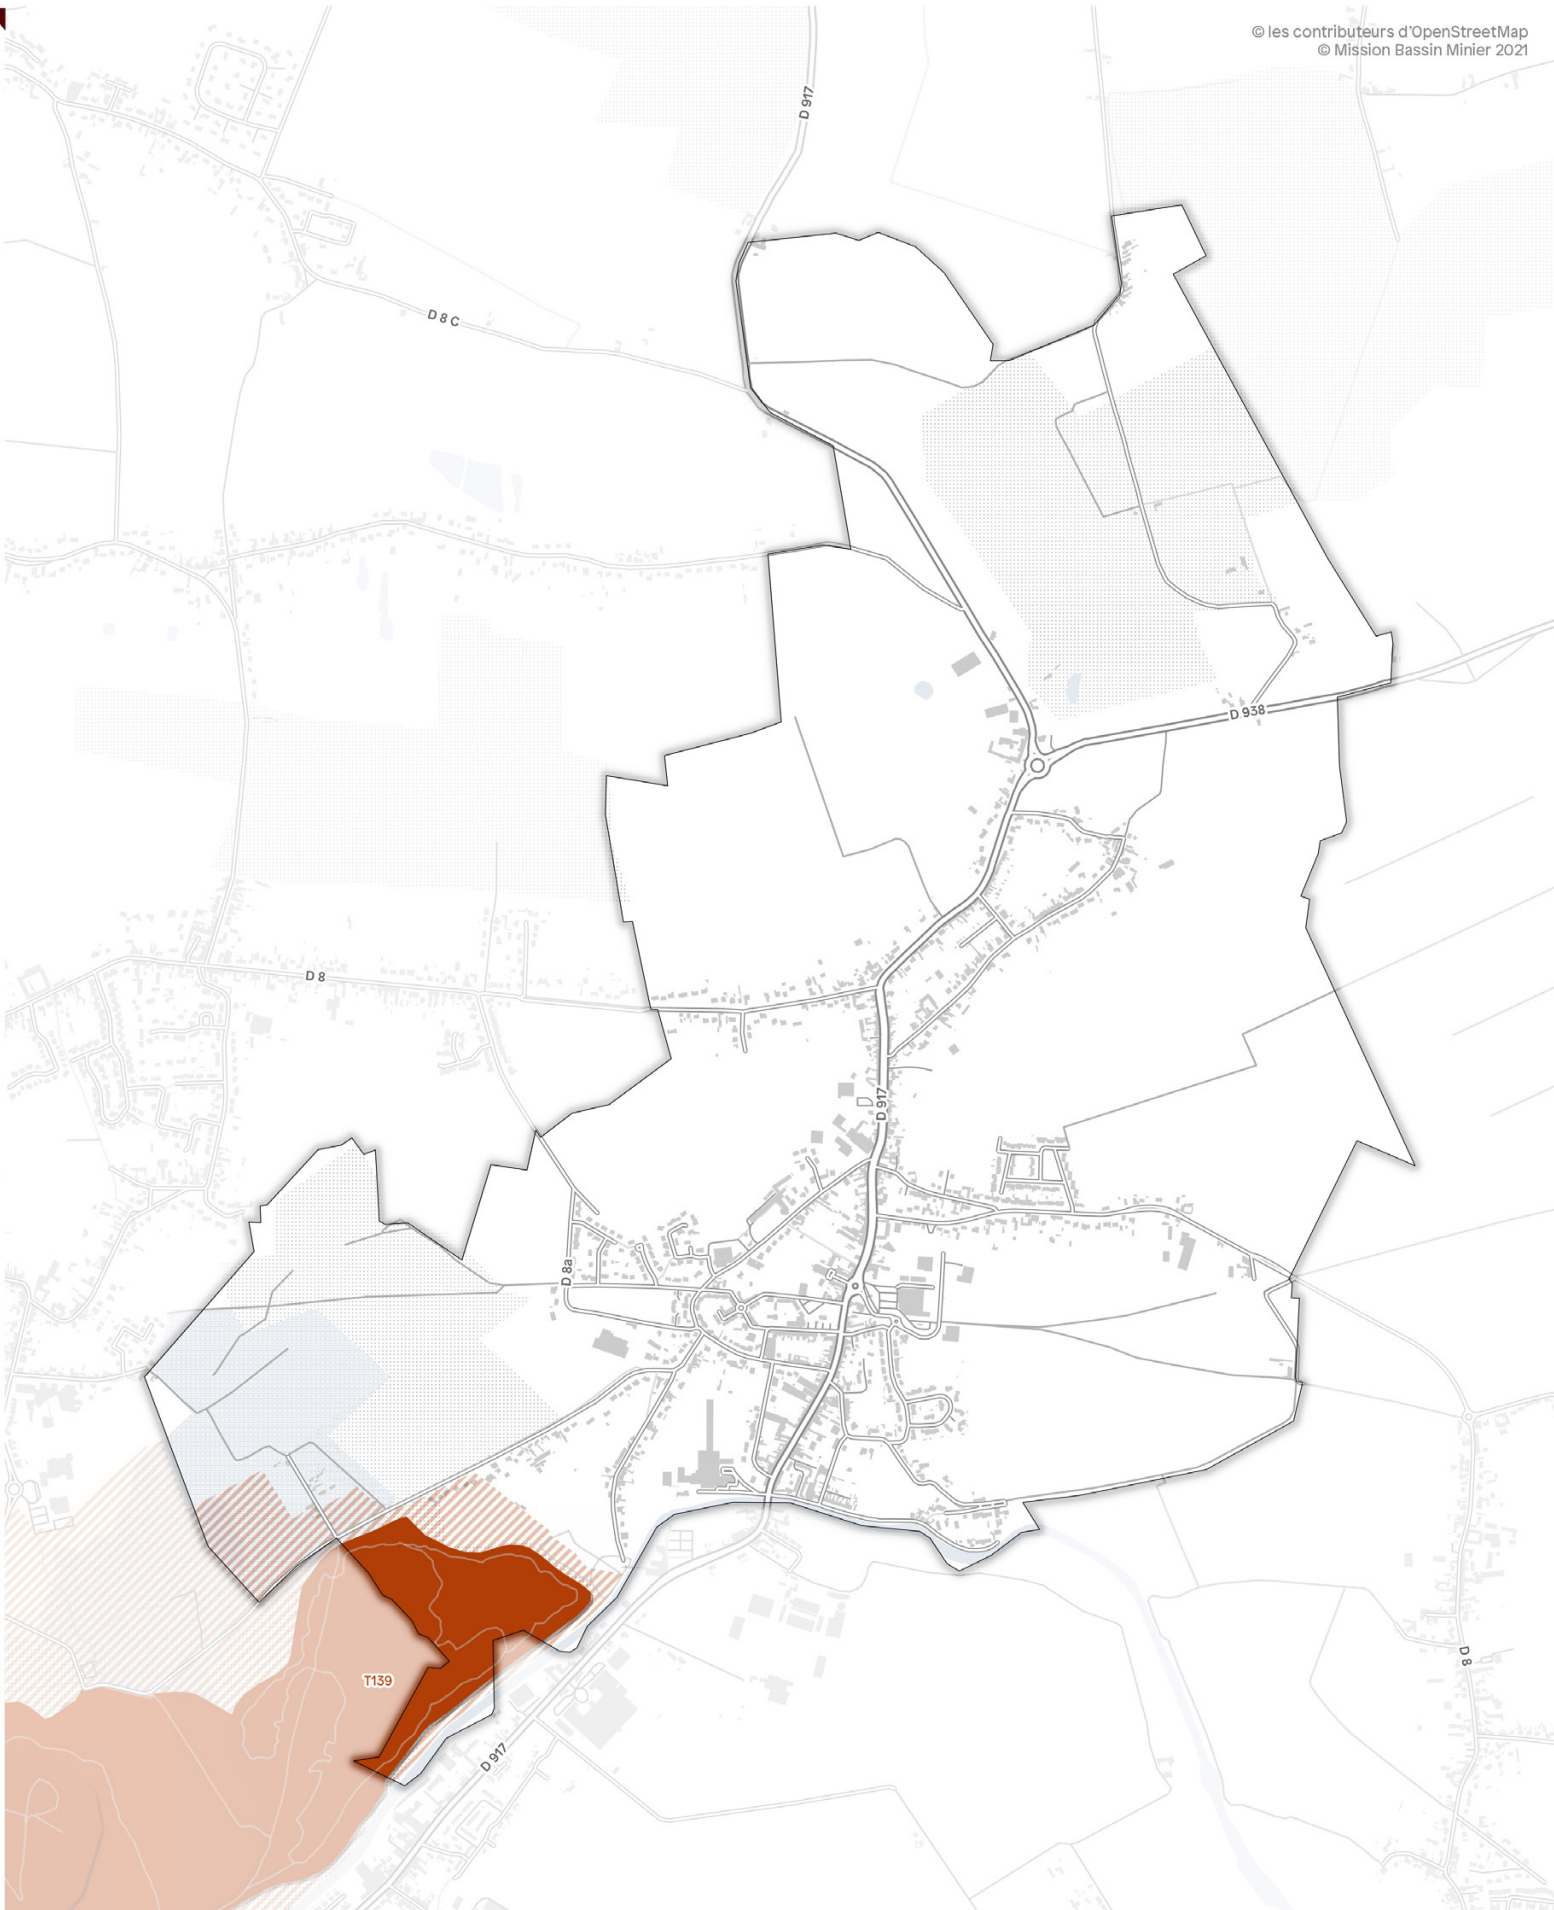 © les contributeurs d'OpenStreetMap
© Mission Bassin Minier 2021
D 917
D 8 C
D 938
D 8
D 917
D 8a
D 8
T139
D 917